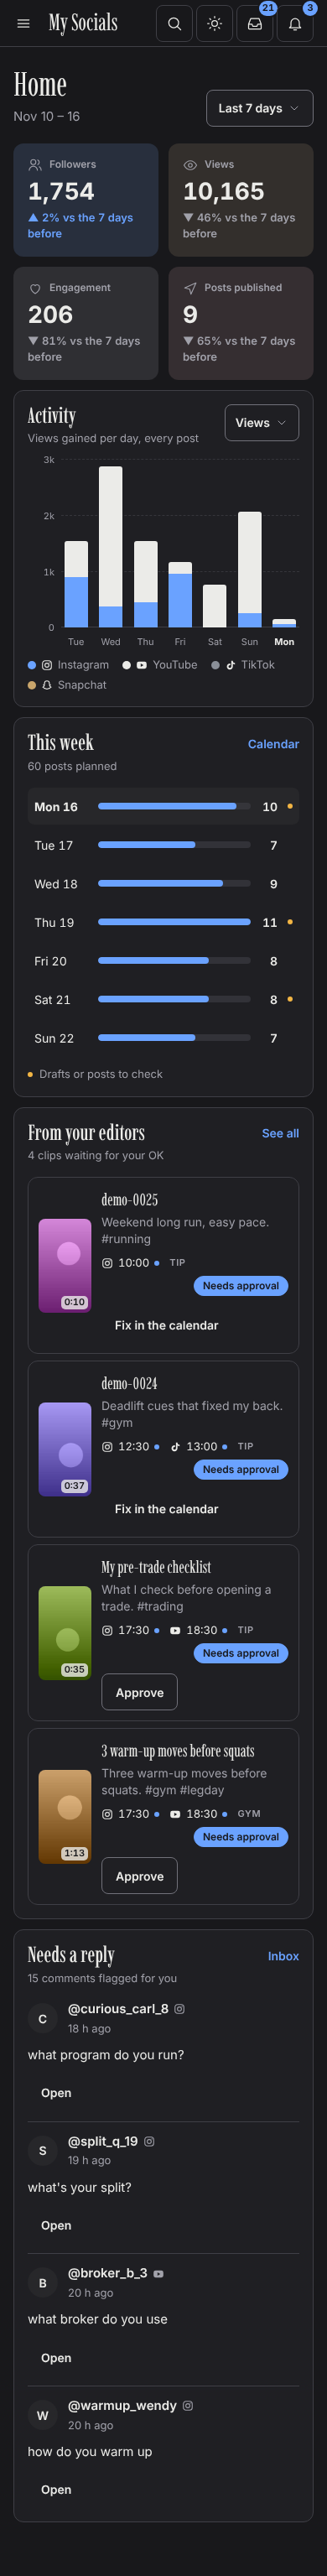 My Socials
21
3
Home
Nov 10 – 16
Last 7 days
Followers
1,754
▲ 2% vs the 7 days
before
Views
10,165
▼ 46% vs the 7 days
before
Engagement
206
▼ 81% vs the 7 days
before
Posts published
9
▼ 65% vs the 7 days
before
Activity
Views gained per day, every post
Views
3k
2k
1k
0
Tue Wed Thu Fri Sat Sun Mon
Instagram YouTube TikTok
Snapchat
This week
60 posts planned
Calendar
Mon 16 10
Tue 17 7
Wed 18 9
Thu 19 11
Fri 20 8
Sat 21 8
Sun 22 7
Drafts or posts to check
From your editors
4 clips waiting for your OK
See all
demo-0025
Weekend long run, easy pace.
#running
10:00 TIP
0:10
Needs approval
Fix in the calendar
demo-0024
Deadlift cues that fixed my back.
#gym
12:30 13:00 TIP
0:37
Needs approval
Fix in the calendar
My pre-trade checklist
What I check before opening a
trade. #trading
17:30 18:30 TIP
0:35
Needs approval
Approve
3 warm-up moves before squats
Three warm-up moves before
squats. #gym #legday
17:30 18:30 GYM
1:13
Needs approval
Approve
Needs a reply
15 comments flagged for you
Inbox
C
@curious_carl_8
18 h ago
what program do you run?
Open
S
@split_q_19
19 h ago
what's your split?
Open
B
@broker_b_3
20 h ago
what broker do you use
Open
W
@warmup_wendy
20 h ago
how do you warm up
Open